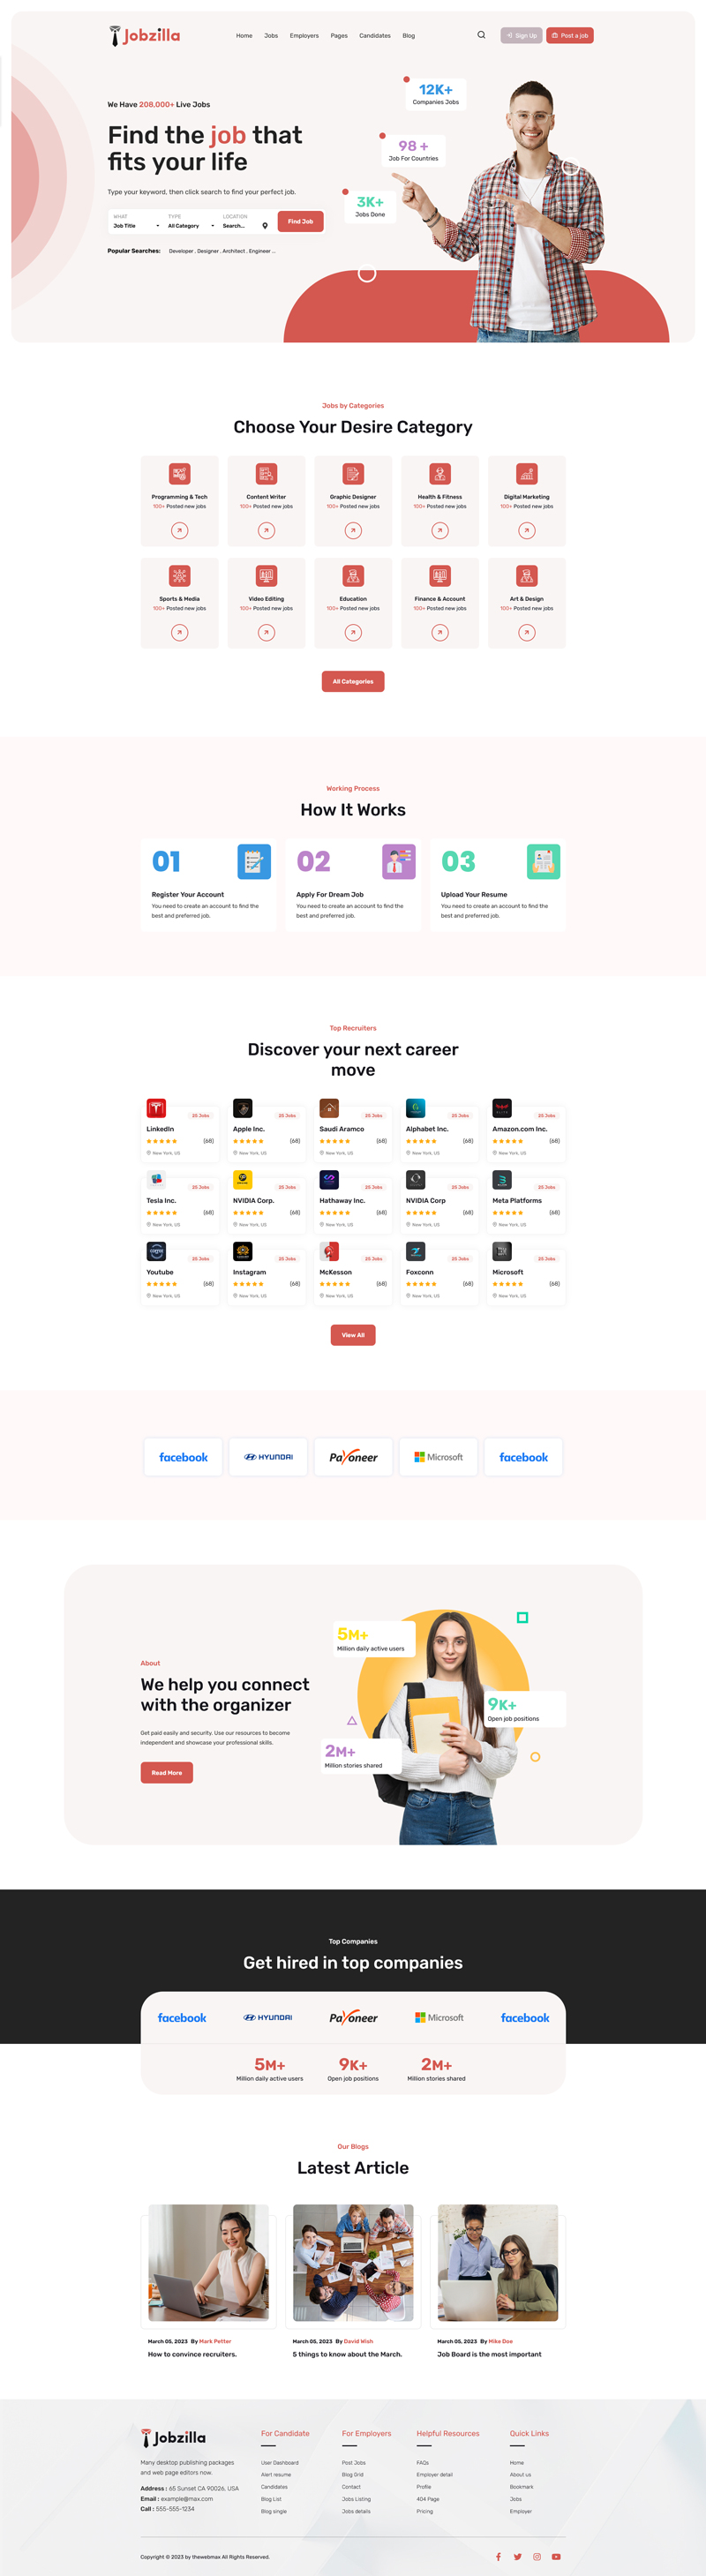 Jobzilla
Home Jobs Employers Pages Candidates Blog
Sign Up
Post a job
We Have 208,000+ Live Jobs
Find the job that
fits your life
Type your keyword, then click search to find your perfect job.
WHAT TYPE LOCATION
Job Title All Category Search...
Find Job
Popular Searches: Developer . Designer . Architect . Engineer ...
12K+
Companies Jobs
98 +
Job For Countries
3K+
Jobs Done
Jobs by Categories
Choose Your Desire Category
Programming & Tech Content Writer Graphic Designer Health & Fitness Digital Marketing
100+ Posted new jobs 100+ Posted new jobs 100+ Posted new jobs 100+ Posted new jobs 100+ Posted new jobs
Sports & Media Video Editing Education Finance & Account Art & Design
100+ Posted new jobs 100+ Posted new jobs 100+ Posted new jobs 100+ Posted new jobs 100+ Posted new jobs
All Categories
Working Process
How It Works
01 02 03
Register Your Account Apply For Dream Job Upload Your Resume
You need to create an account to find the You need to create an account to find the You need to create an account to find the
best and preferred job. best and preferred job. best and preferred job.
Top Recruiters
Discover your next career
move
25 Jobs 25 Jobs 25 Jobs 25 Jobs 25 Jobs
LinkedIn Apple Inc. Saudi Aramco Alphabet Inc. Amazon.com Inc.
(68) (68) (68) (68) (68)
New York, US New York, US New York, US New York, US New York, US
25 Jobs 25 Jobs 25 Jobs 25 Jobs 25 Jobs
Tesla Inc. NVIDIA Corp. Hathaway Inc. NVIDIA Corp Meta Platforms
(68) (68) (68) (68) (68)
New York, US New York, US New York, US New York, US New York, US
25 Jobs 25 Jobs 25 Jobs 25 Jobs 25 Jobs
Youtube Instagram McKesson Foxconn Microsoft
(68) (68) (68) (68) (68)
New York, US New York, US New York, US New York, US New York, US
View All
facebook HYUNDAI Payoneer Microsoft facebook
About
We help you connect
with the organizer
Get paid easily and security. Use our resources to become
independent and showcase your professional skills.
Read More
5M+
Million daily active users
9K+
Open job positions
2M+
Million stories shared
Top Companies
Get hired in top companies
facebook HYUNDAI Payoneer Microsoft facebook
5M+ 9K+ 2M+
Million daily active users Open job positions Million stories shared
Our Blogs
Latest Article
March 05, 2023 By Mark Petter March 05, 2023 By David Wish March 05, 2023 By Mike Doe
How to convince recruiters. 5 things to know about the March. Job Board is the most important
Jobzilla
Many desktop publishing packages
and web page editors now.
Address : 65 Sunset CA 90026, USA
Email : example@max.com
Call : 555-555-1234
For Candidate
User Dashboard
Alert resume
Candidates
Blog List
Blog single
For Employers
Post Jobs
Blog Grid
Contact
Jobs Listing
Jobs details
Helpful Resources
FAQs
Employer detail
Profile
404 Page
Pricing
Quick Links
Home
About us
Bookmark
Jobs
Employer
Copyright © 2023 by thewebmax All Rights Reserved.